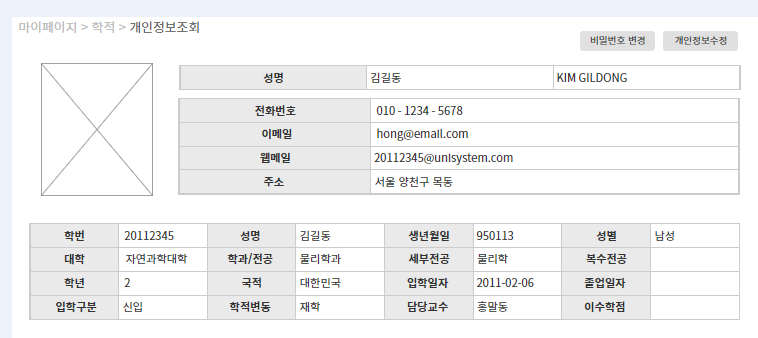 마이페이지 > 학적 > 개인정보조회
비밀번호 변경 개인정보수정
성명 김길동 KIM GILDONG
전화번호 010 - 1234 - 5678
이메일 hong@email.com
웹메일 20112345@unisystem.com
주소 서울 양천구 목동
학번 20112345 성명 김길동 생년월일 950113 성별 남성
대학 자연과학대학 학과/전공 물리학과 세부전공 물리학 복수전공
학년 2 국적 대한민국 입학일자 2011-02-06 졸업일자
입학구분 신입 학적변동 재학 담당교수 홍말동 이수학점